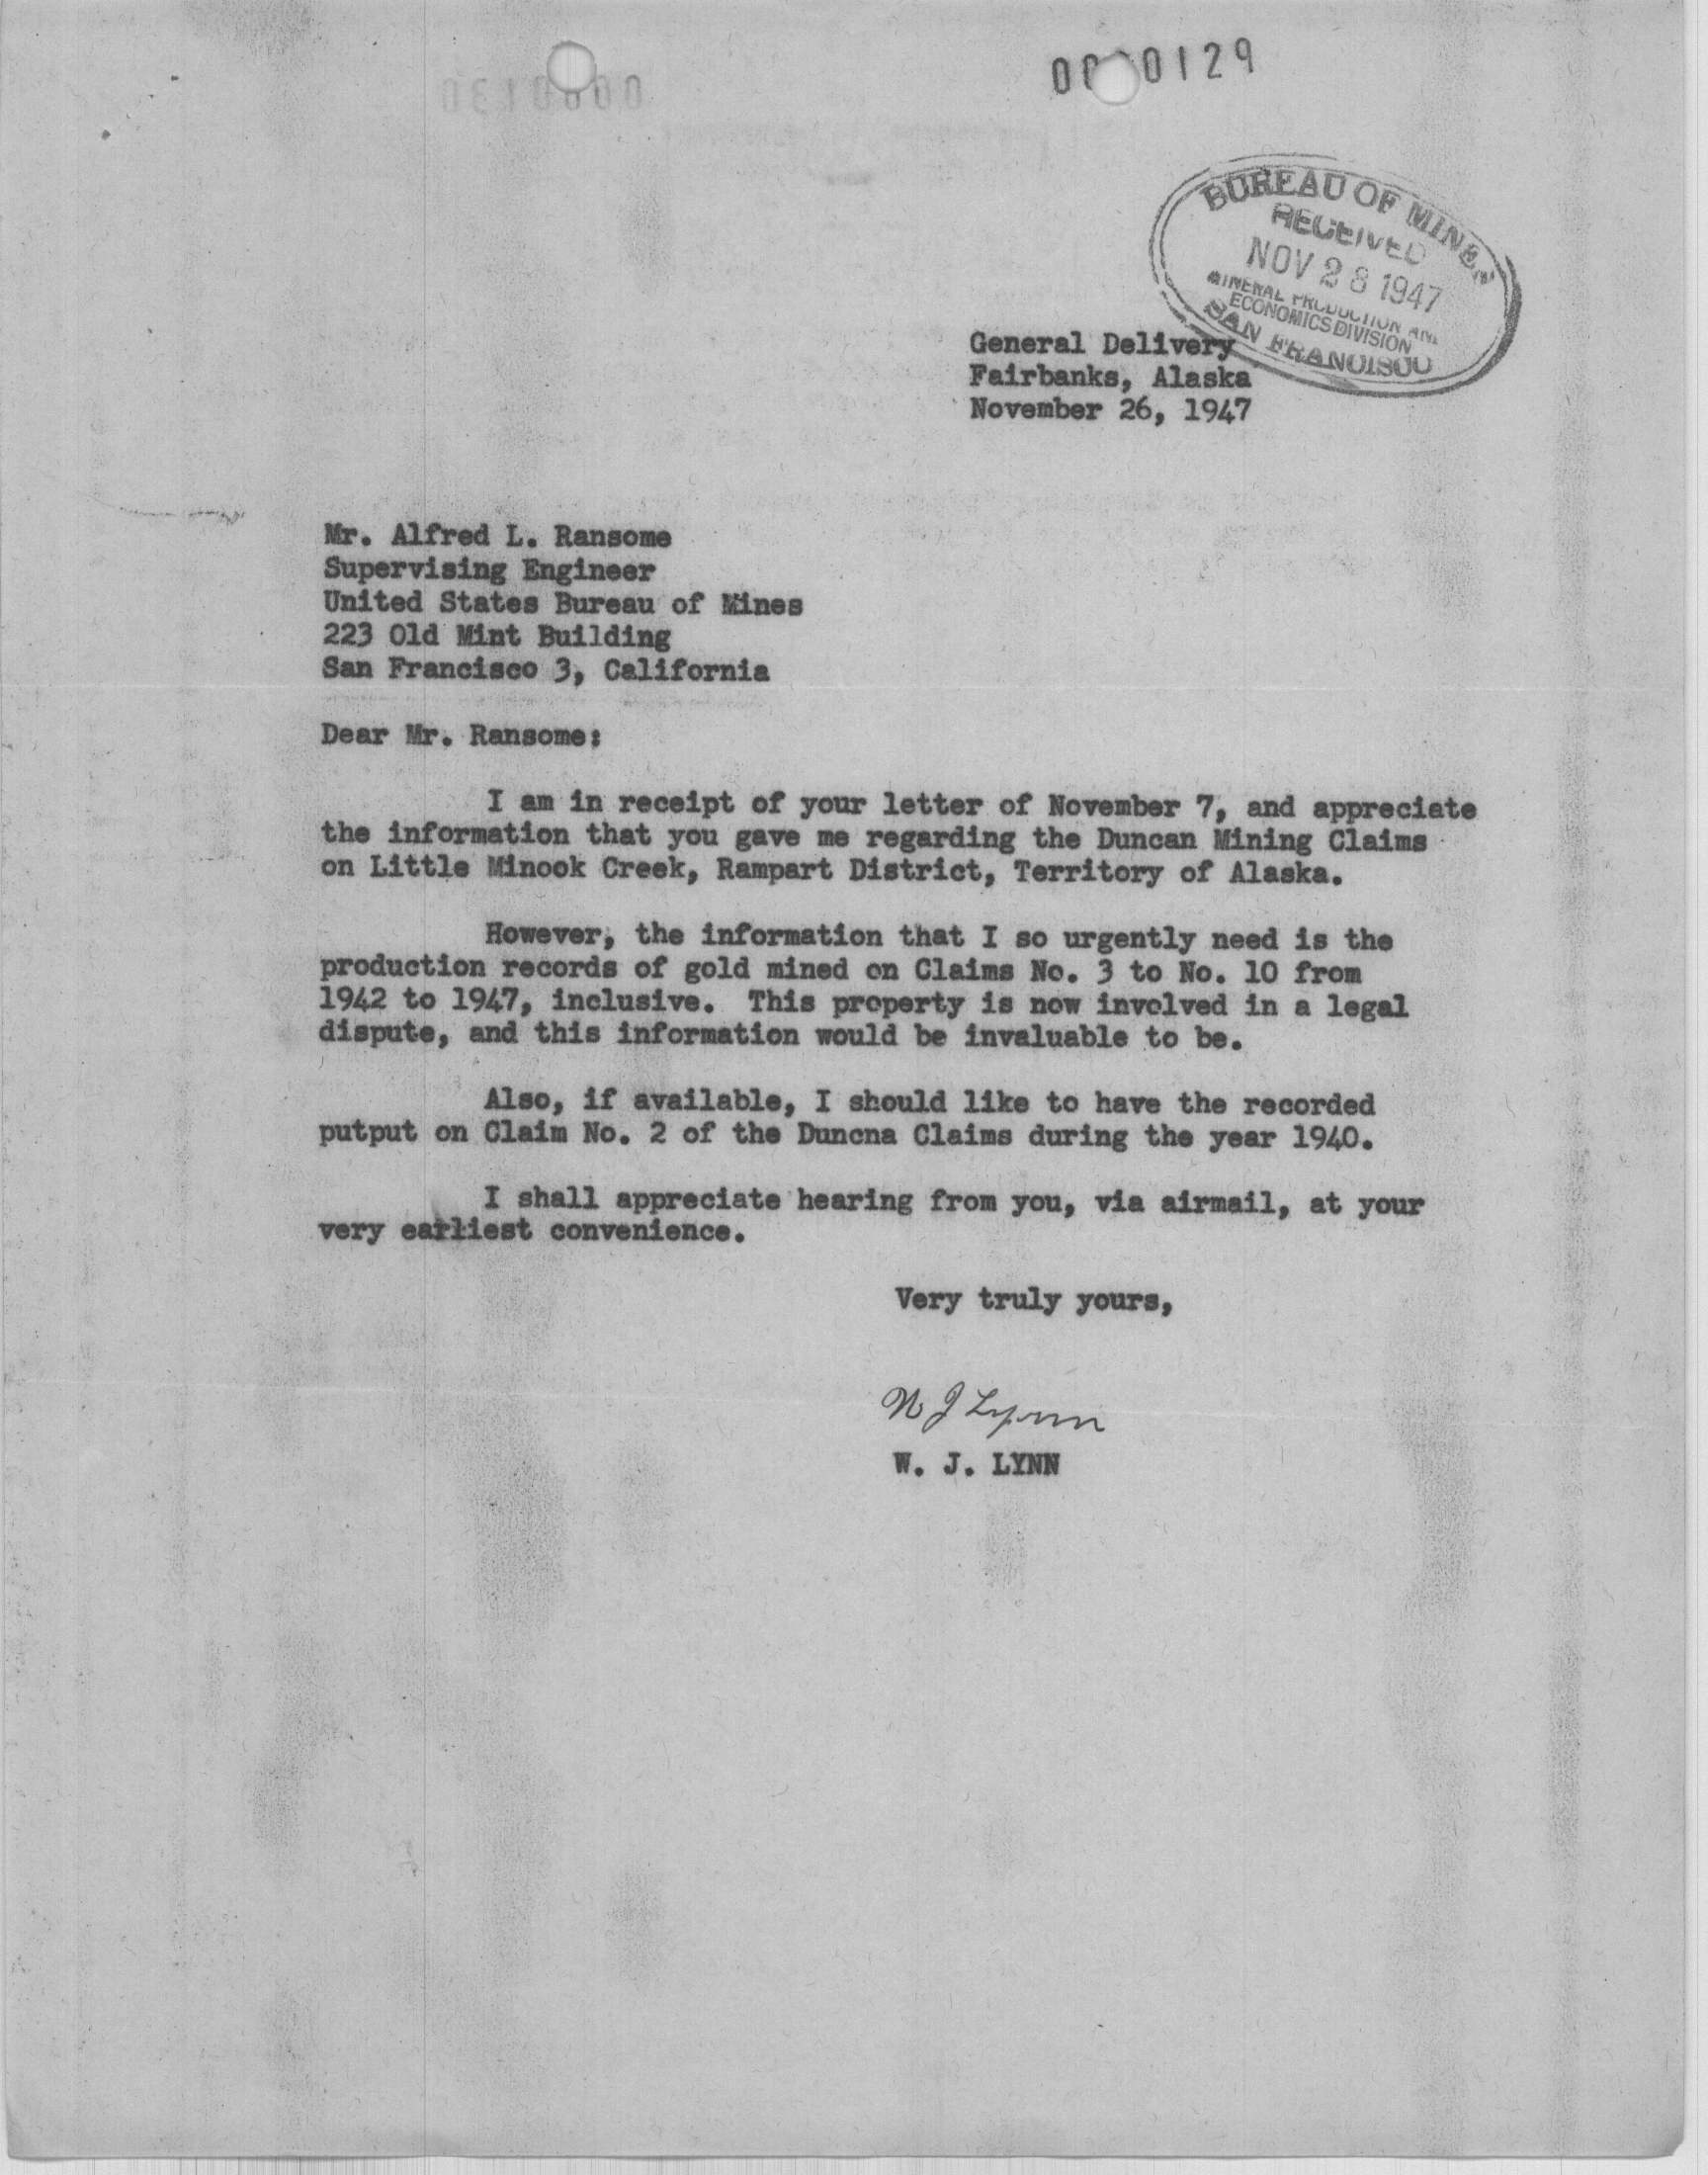 0129
BUREAU OF MINES
RECEIVED
NOV 28 1947
MINERAL PRODUCTION AND
ECONOMICS DIVISION
SAN FRANCISCO
General Delivery
Fairbanks, Alaska
November 26, 1947
Mr. Alfred L. Ransome
Supervising Engineer
United States Bureau of Mines
223 Old Mint Building
San Francisco 3, California
Dear Mr. Ransome:
I am in receipt of your letter of November 7, and appreciate
the information that you gave me regarding the Duncan Mining Claims
on Little Minook Creek, Rampart District, Territory of Alaska.
However, the information that I so urgently need is the
production records of gold mined on Claims No. 3 to No. 10 from
1942 to 1947, inclusive. This property is now involved in a legal
dispute, and this information would be invaluable to be.
Also, if available, I should like to have the recorded
putput on Claim No. 2 of the Duncna Claims during the year 1940.
I shall appreciate hearing from you, via airmail, at your
very earliest convenience.
Very truly yours,
W J Lynn
W. J. LYNN